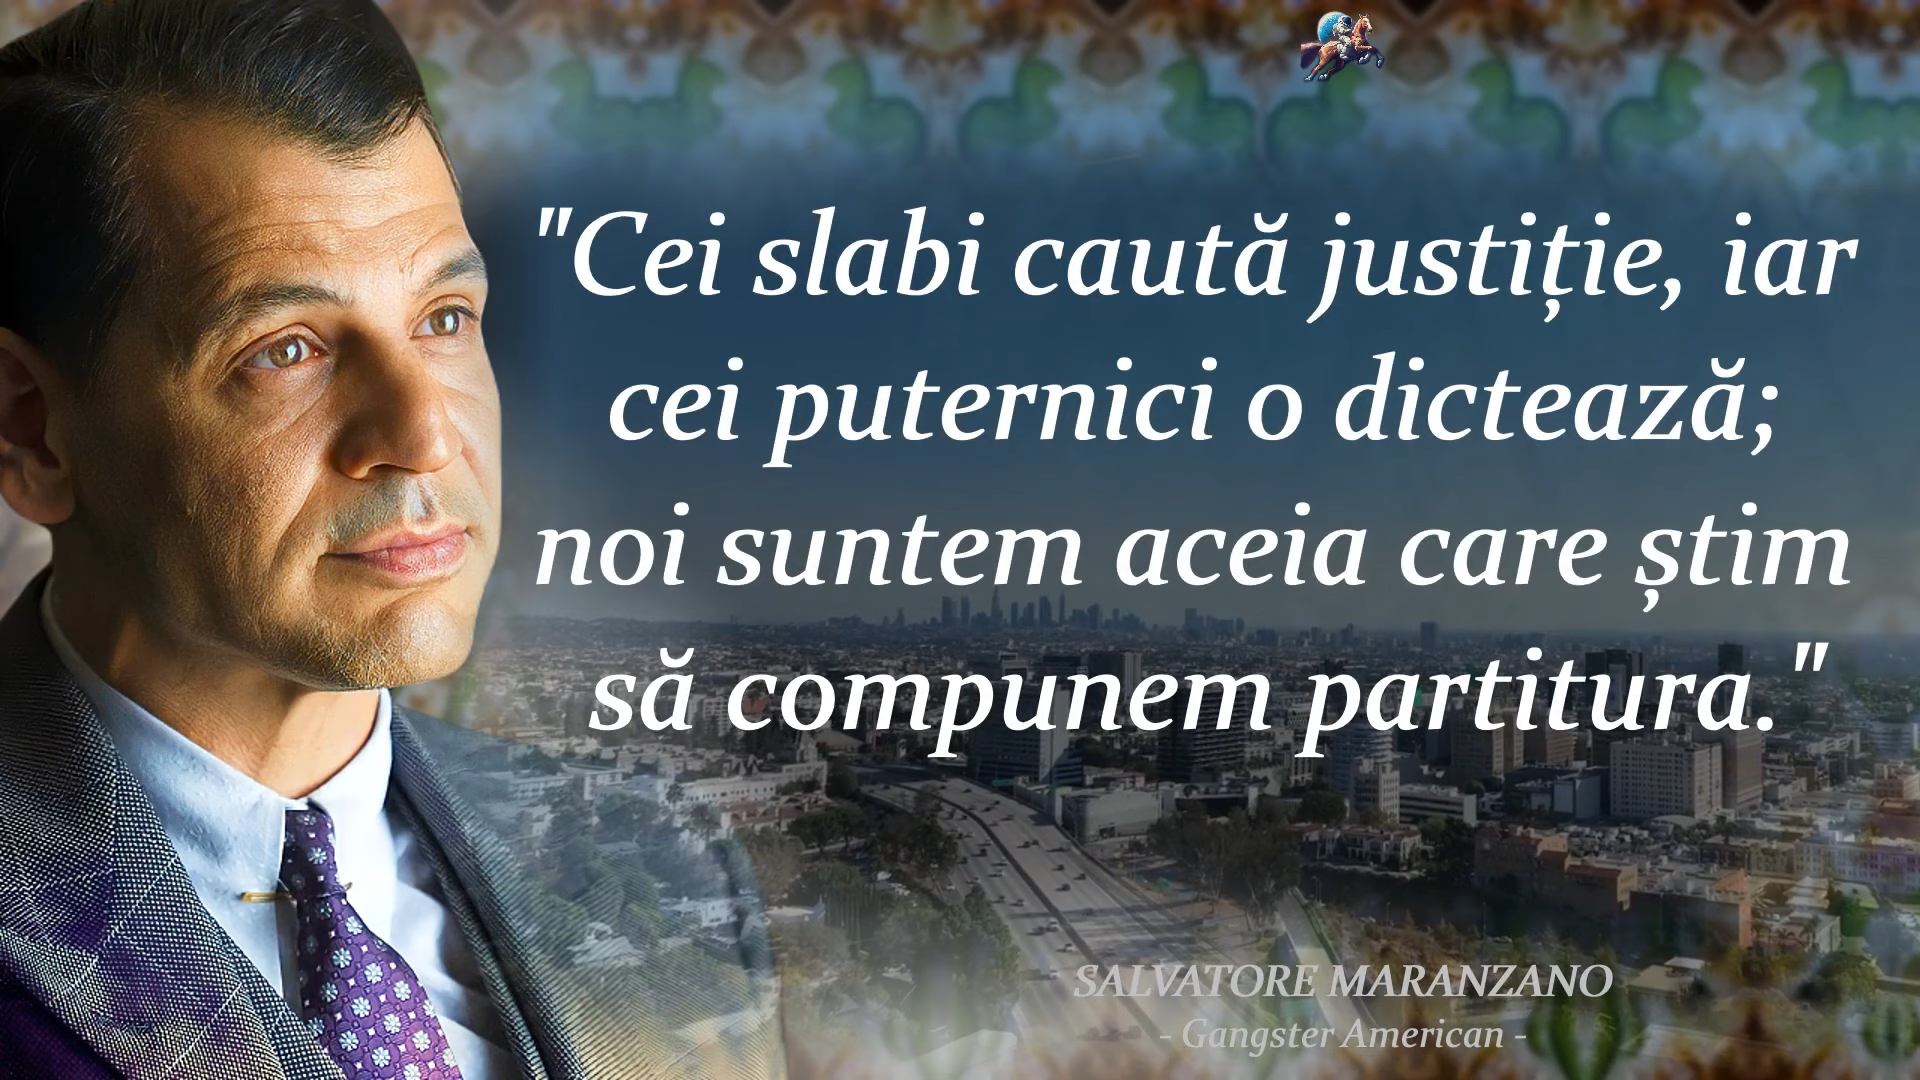 "Cei slabi caută justiție, iar
cei puternici o dictează;
noi suntem aceia care știm
să compunem partitura."
SALVATORE MARANZANO
- Gangster American -